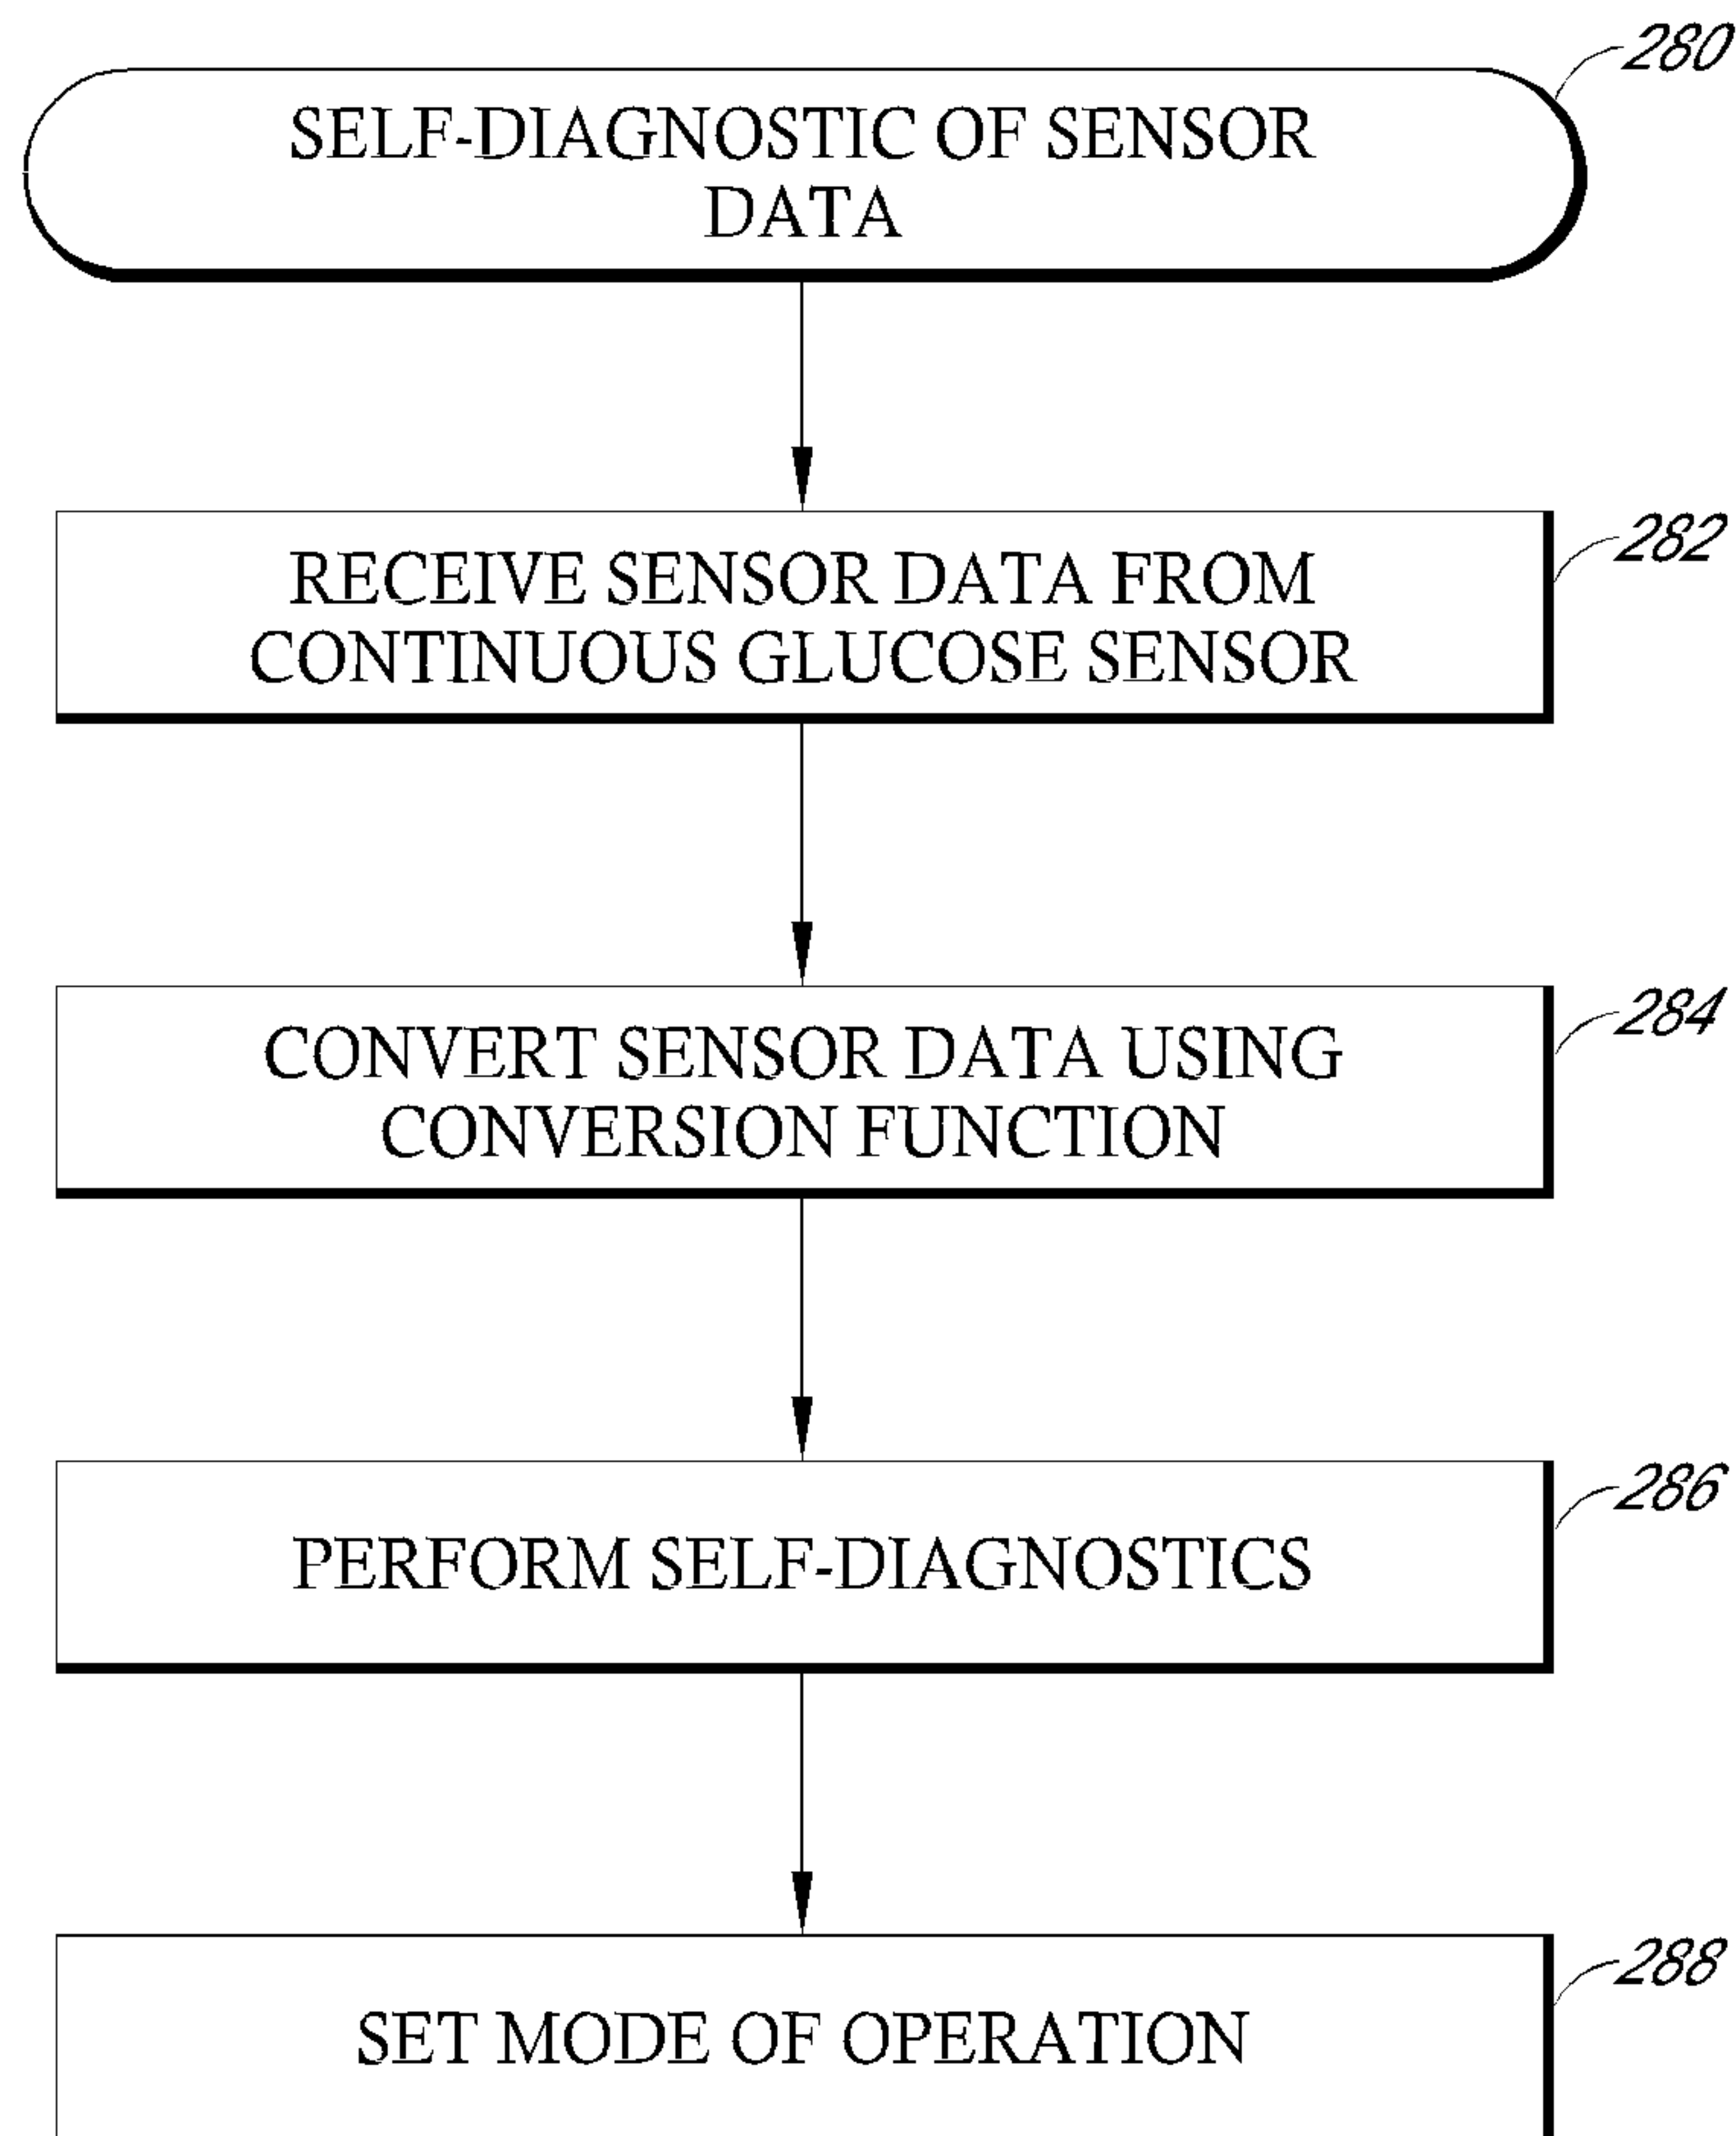 280
SELF-DIAGNOSTIC OF SENSOR
DATA
282
RECEIVE SENSOR DATA FROM
CONTINUOUS GLUCOSE SENSOR
284
CONVERT SENSOR DATA USING
CONVERSION FUNCTION
286
PERFORM SELF-DIAGNOSTICS
288
SET MODE OF OPERATION